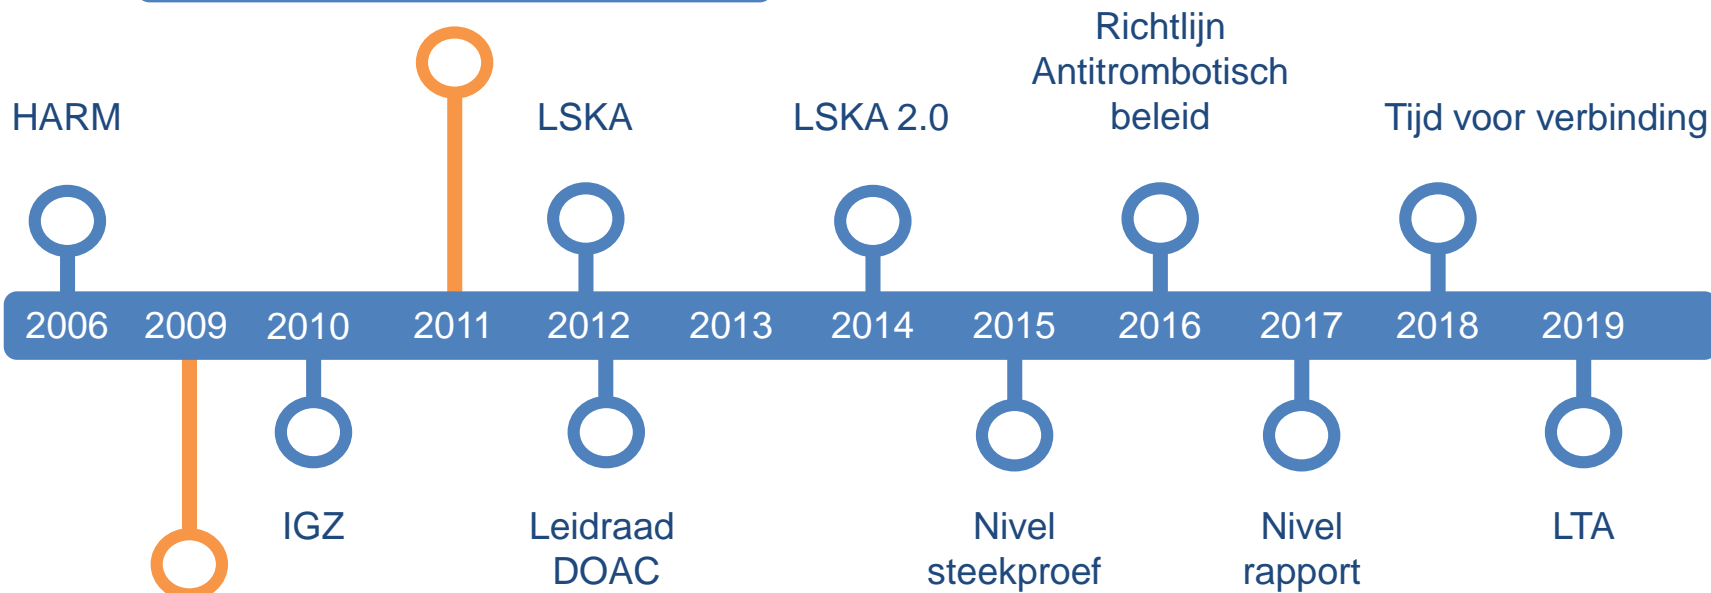 Richtlijn
Antitrombotisch
beleid
HARM
LSKA
LSKA 2.0
Tijd voor verbinding
2006 2009 2010 2011 2012 2013 2014 2015 2016 2017 2018 2019
IGZ
Leidraad
DOAC
Nivel
steekproef
Nivel
rapport
LTA